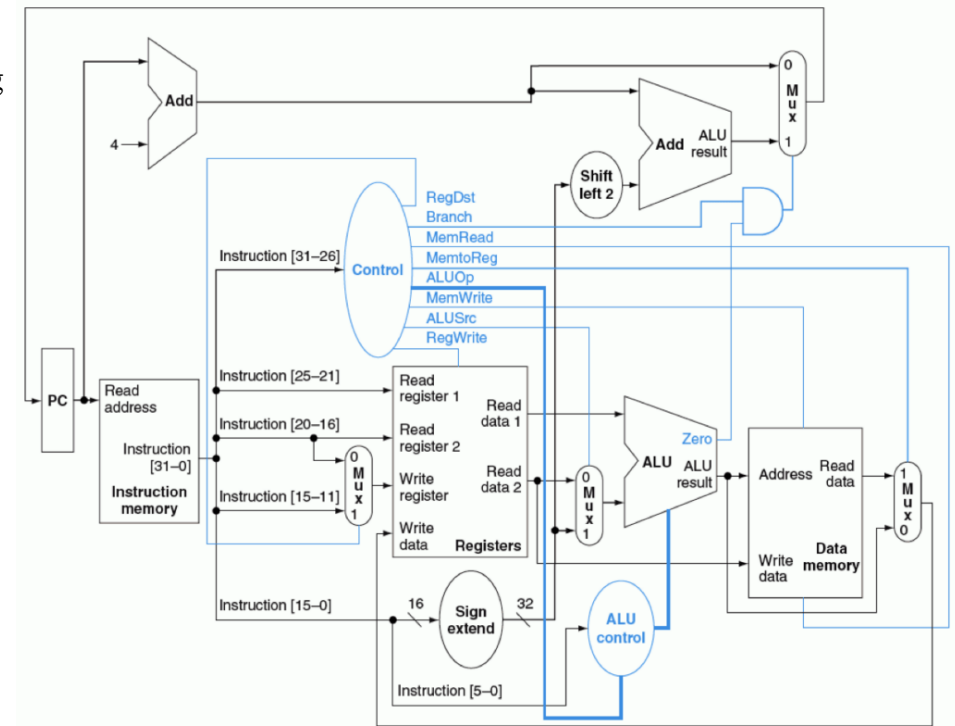 g
Add
4
Add
ALU
result
0
M
u
x
1
Shift
left 2
RegDst
Branch
MemRead
MemtoReg
ALUOp
MemWrite
ALUSrc
RegWrite
Control
Instruction [31–26]
Instruction [25–21]
Instruction [20–16]
Instruction [15–11]
Instruction [15–0]
Instruction [5–0]
PC
Read
address
Instruction
[31–0]
Instruction
memory
0
M
u
x
1
Read
register 1
Read
register 2
Write
register
Write
data
Read
data 1
Read
data 2
Registers
16
Sign
extend
32
0
M
u
x
1
Zero
ALU
ALU
result
ALU
control
Address
Read
data
Write
data
Data
memory
1
M
u
x
0